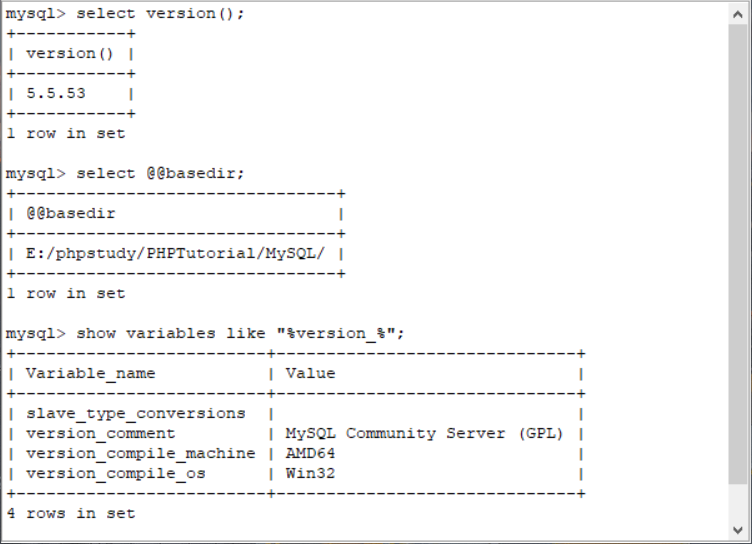 mysql> select version();
+-----------+
| version() |
+-----------+
| 5.5.53    |
+-----------+
1 row in set

mysql> select @@basedir;
+--------------------------------+
| @@basedir                      |
+--------------------------------+
| E:/phpstudy/PHPTutorial/MySQL/ |
+--------------------------------+
1 row in set

mysql> show variables like "%version_%";
+-------------------------+------------------------------+
| Variable_name           | Value                        |
+-------------------------+------------------------------+
| slave_type_conversions  |                              |
| version_comment         | MySQL Community Server (GPL) |
| version_compile_machine | AMD64                        |
| version_compile_os      | Win32                        |
+-------------------------+------------------------------+
4 rows in set